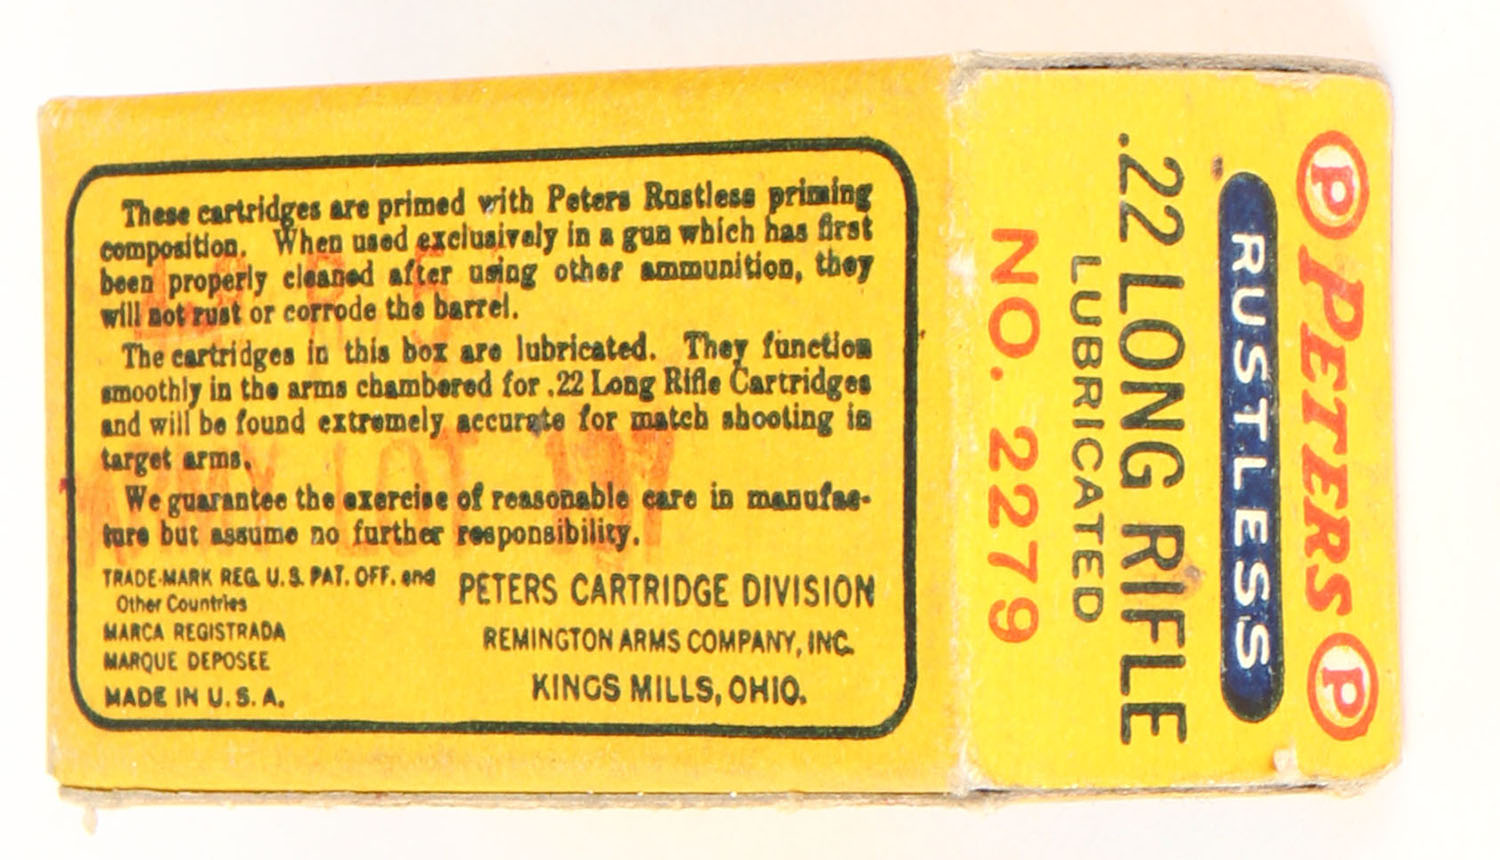 These cartridges are primed with Peters Rustless priming
composition. When used exclusively in a gun which has first
been properly cleaned after using other ammunition, they
will not rust or corrode the barrel.
The cartridges in this box are lubricated. They function
smoothly in the arms chambered for .22 Long Rifle Cartridges
and will be found extremely accurate for match shooting in
target arms.
We guarantee the exercise of reasonable care in manufac-
ture but assume no further responsibility.
TRADE-MARK REG. U. S. PAT. OFF. and
Other Countries
MARCA REGISTRADA
MARQUE DEPOSEE
MADE IN U. S. A.
PETERS CARTRIDGE DIVISION
REMINGTON ARMS COMPANY, INC.
KINGS MILLS, OHIO.
LOT
P PETERS P
RUSTLESS
.22 LONG RIFLE
LUBRICATED
NO. 2279